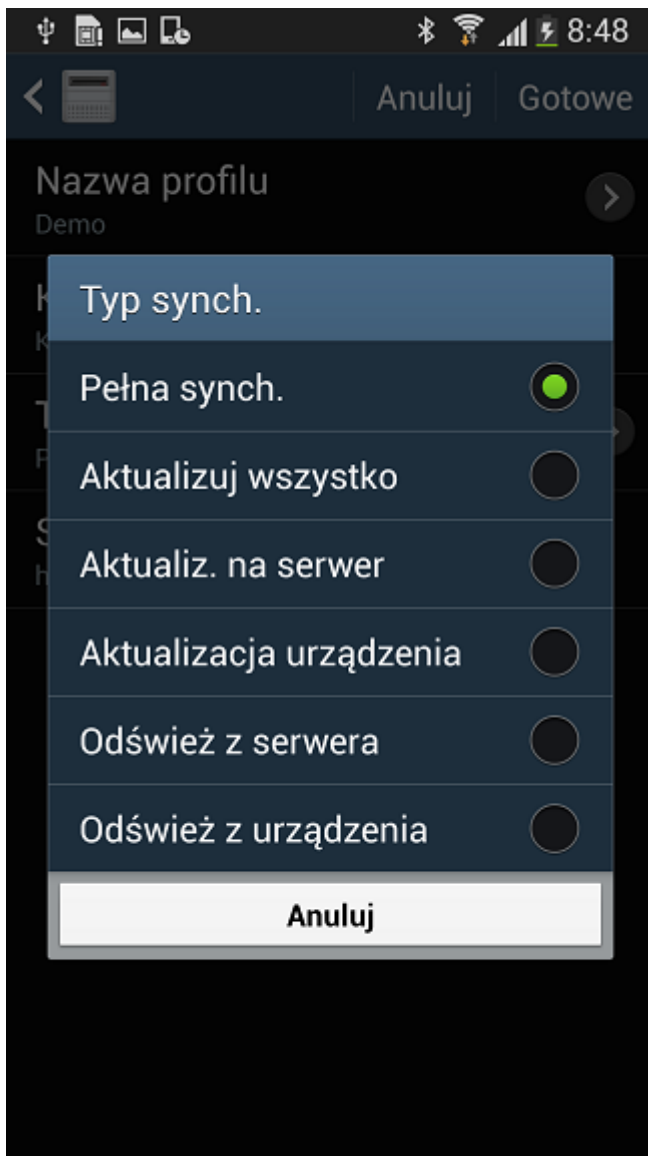 8:48
Anuluj
Gotowe
Nazwa profilu
Demo
Typ synch.
Pełna synch.
Aktualizuj wszystko
Aktualiz. na serwer
Aktualizacja urządzenia
Odśwież z serwera
Odśwież z urządzenia
Anuluj